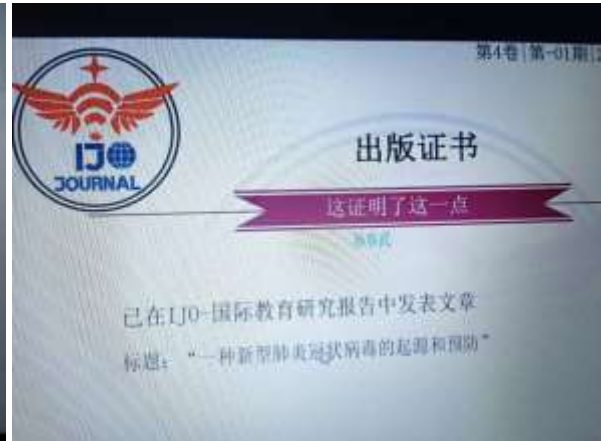 第4卷|第-01期|2
IJO
JOURNAL
出版证书
这证明了这一点
已在IJO-国际教育研究报告中发表文章
标题：“一种新型肺炎冠状病毒的起源和预防”